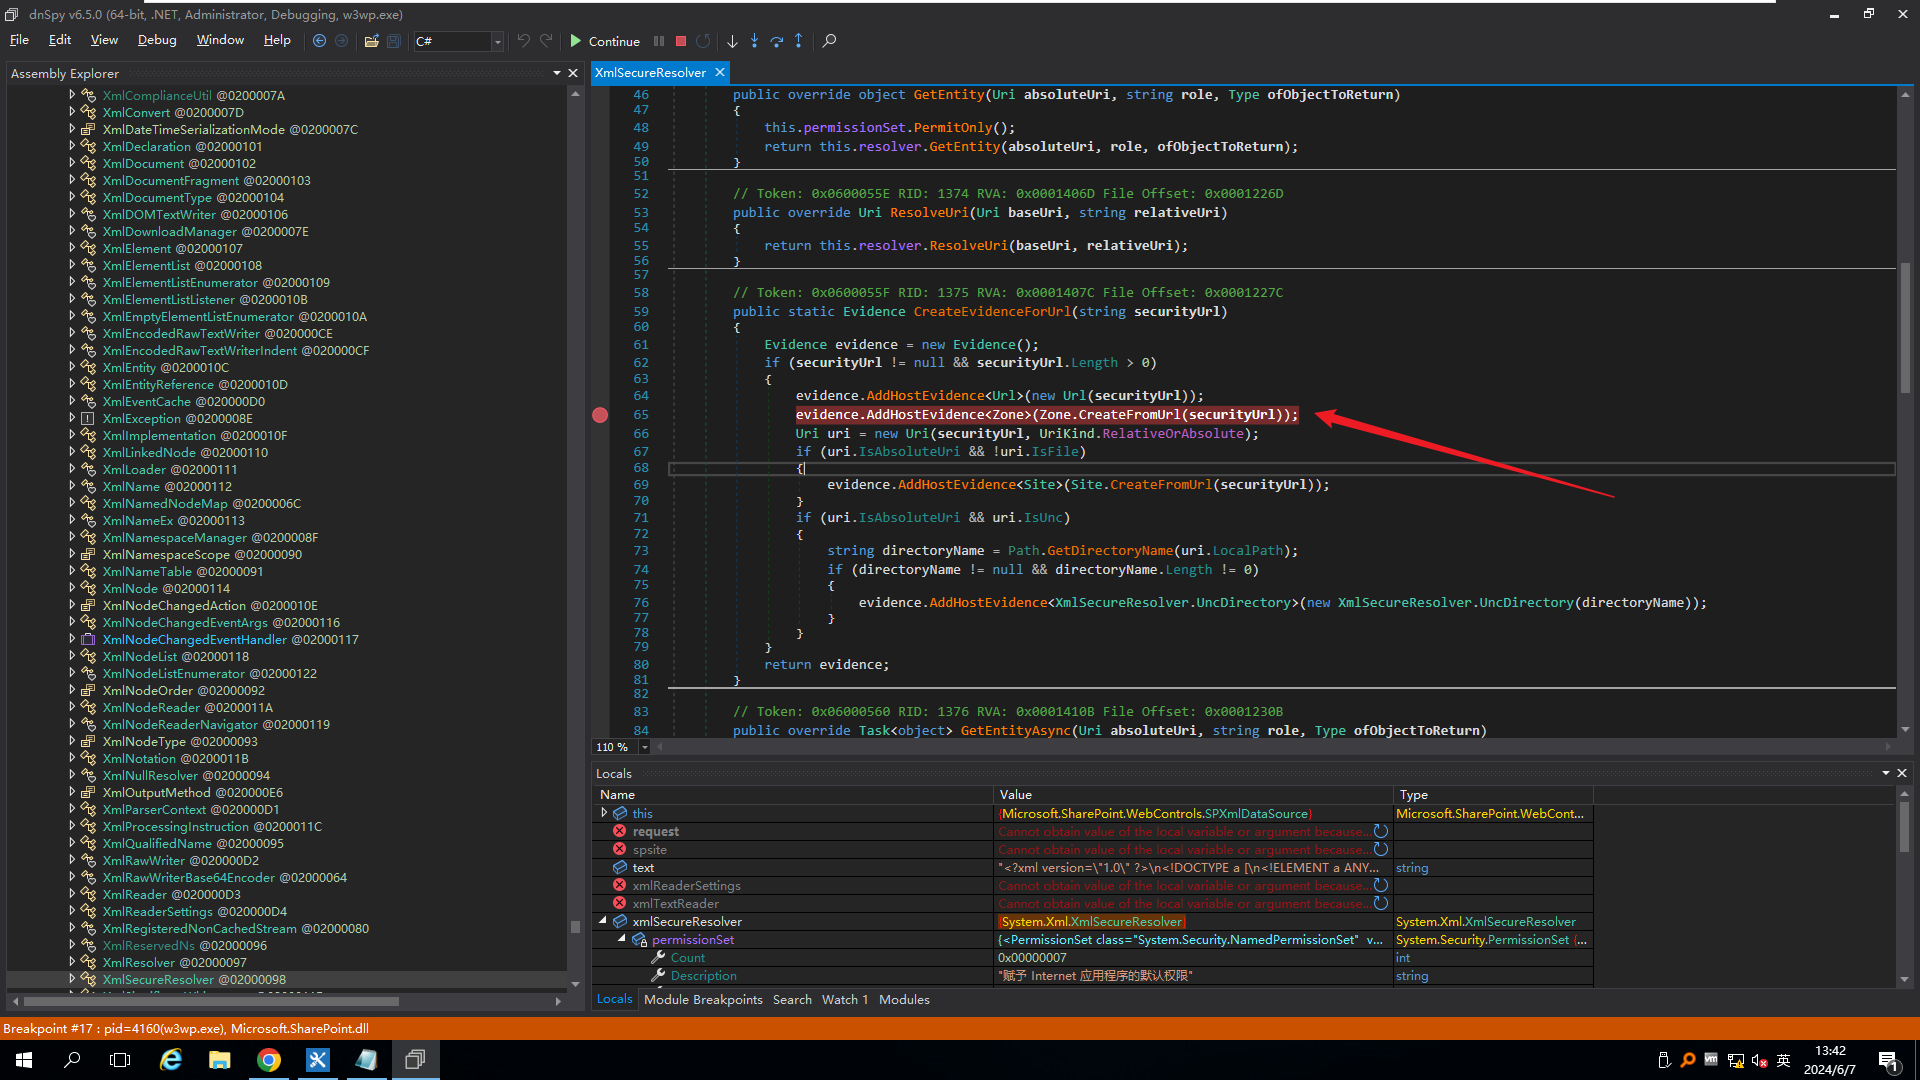 dnSpy v6.5.0 (64-bit, .NET, Administrator, Debugging, w3wp.exe)
File Edit View Debug Window Help C# Continue
Assembly Explorer
XmlComplianceUtil @0200007A
XmlConvert @0200007D
XmlDateTimeSerializationMode @0200007C
XmlDeclaration @02000101
XmlDocument @02000102
XmlDocumentFragment @02000103
XmlDocumentType @02000104
XmlDOMTextWriter @02000106
XmlDownloadManager @0200007E
XmlElement @02000107
XmlElementList @02000108
XmlElementListEnumerator @02000109
XmlElementListListener @0200010B
XmlEmptyElementListEnumerator @0200010A
XmlEncodedRawTextWriter @020000CE
XmlEncodedRawTextWriterIndent @020000CF
XmlEntity @0200010C
XmlEntityReference @0200010D
XmlEventCache @020000D0
XmlException @0200008E
XmlImplementation @0200010F
XmlLinkedNode @02000110
XmlLoader @02000111
XmlName @02000112
XmlNamedNodeMap @0200006C
XmlNameEx @02000113
XmlNamespaceManager @0200008F
XmlNamespaceScope @02000090
XmlNameTable @02000091
XmlNode @02000114
XmlNodeChangedAction @0200010E
XmlNodeChangedEventArgs @02000116
XmlNodeChangedEventHandler @02000117
XmlNodeList @02000118
XmlNodeListEnumerator @02000122
XmlNodeOrder @02000092
XmlNodeReader @0200011A
XmlNodeReaderNavigator @02000119
XmlNodeType @02000093
XmlNotation @0200011B
XmlNullResolver @02000094
XmlOutputMethod @020000E6
XmlParserContext @020000D1
XmlProcessingInstruction @0200011C
XmlQualifiedName @02000095
XmlRawWriter @020000D2
XmlRawWriterBase64Encoder @02000064
XmlReader @020000D3
XmlReaderSettings @020000D4
XmlRegisteredNonCachedStream @02000080
XmlReservedNs @02000096
XmlResolver @02000097
XmlSecureResolver @02000098
XmlSecureResolver
46 public override object GetEntity(Uri absoluteUri, string role, Type ofObjectToReturn)
47 {
48 this.permissionSet.PermitOnly();
49 return this.resolver.GetEntity(absoluteUri, role, ofObjectToReturn);
50 }
51
52 // Token: 0x0600055E RID: 1374 RVA: 0x0001406D File Offset: 0x0001226D
53 public override Uri ResolveUri(Uri baseUri, string relativeUri)
54 {
55 return this.resolver.ResolveUri(baseUri, relativeUri);
56 }
57
58 // Token: 0x0600055F RID: 1375 RVA: 0x0001407C File Offset: 0x0001227C
59 public static Evidence CreateEvidenceForUrl(string securityUrl)
60 {
61 Evidence evidence = new Evidence();
62 if (securityUrl != null && securityUrl.Length > 0)
63 {
64 evidence.AddHostEvidence<Url>(new Url(securityUrl));
65 evidence.AddHostEvidence<Zone>(Zone.CreateFromUrl(securityUrl));
66 Uri uri = new Uri(securityUrl, UriKind.RelativeOrAbsolute);
67 if (uri.IsAbsoluteUri && !uri.IsFile)
68 {
69 evidence.AddHostEvidence<Site>(Site.CreateFromUrl(securityUrl));
70 }
71 if (uri.IsAbsoluteUri && uri.IsUnc)
72 {
73 string directoryName = Path.GetDirectoryName(uri.LocalPath);
74 if (directoryName != null && directoryName.Length != 0)
75 {
76 evidence.AddHostEvidence<XmlSecureResolver.UncDirectory>(new XmlSecureResolver.UncDirectory(directoryName));
77 }
78 }
79 }
80 return evidence;
81 }
82
83 // Token: 0x06000560 RID: 1376 RVA: 0x0001410B File Offset: 0x0001230B
84 public override Task<object> GetEntityAsync(Uri absoluteUri, string role, Type ofObjectToReturn)
110 %
Locals
Name Value Type
this {Microsoft.SharePoint.WebControls.SPXmlDataSource} Microsoft.SharePoint.WebCont...
request Cannot obtain value of the local variable or argument because...
spsite Cannot obtain value of the local variable or argument because...
text "<?xml version=\"1.0\" ?>\n<!DOCTYPE a [\n<!ELEMENT a ANY... string
xmlReaderSettings Cannot obtain value of the local variable or argument because...
xmlTextReader Cannot obtain value of the local variable or argument because...
xmlSecureResolver {System.Xml.XmlSecureResolver} System.Xml.XmlSecureResolver
permissionSet {<PermissionSet class="System.Security.NamedPermissionSet" v... System.Security.PermissionSet {...
Count 0x00000007 int
Description "赋予 Internet 应用程序的默认权限" string
Locals Module Breakpoints Search Watch 1 Modules
Breakpoint #17 : pid=4160(w3wp.exe), Microsoft.SharePoint.dll
vm 英 13:42
2024/6/7 1